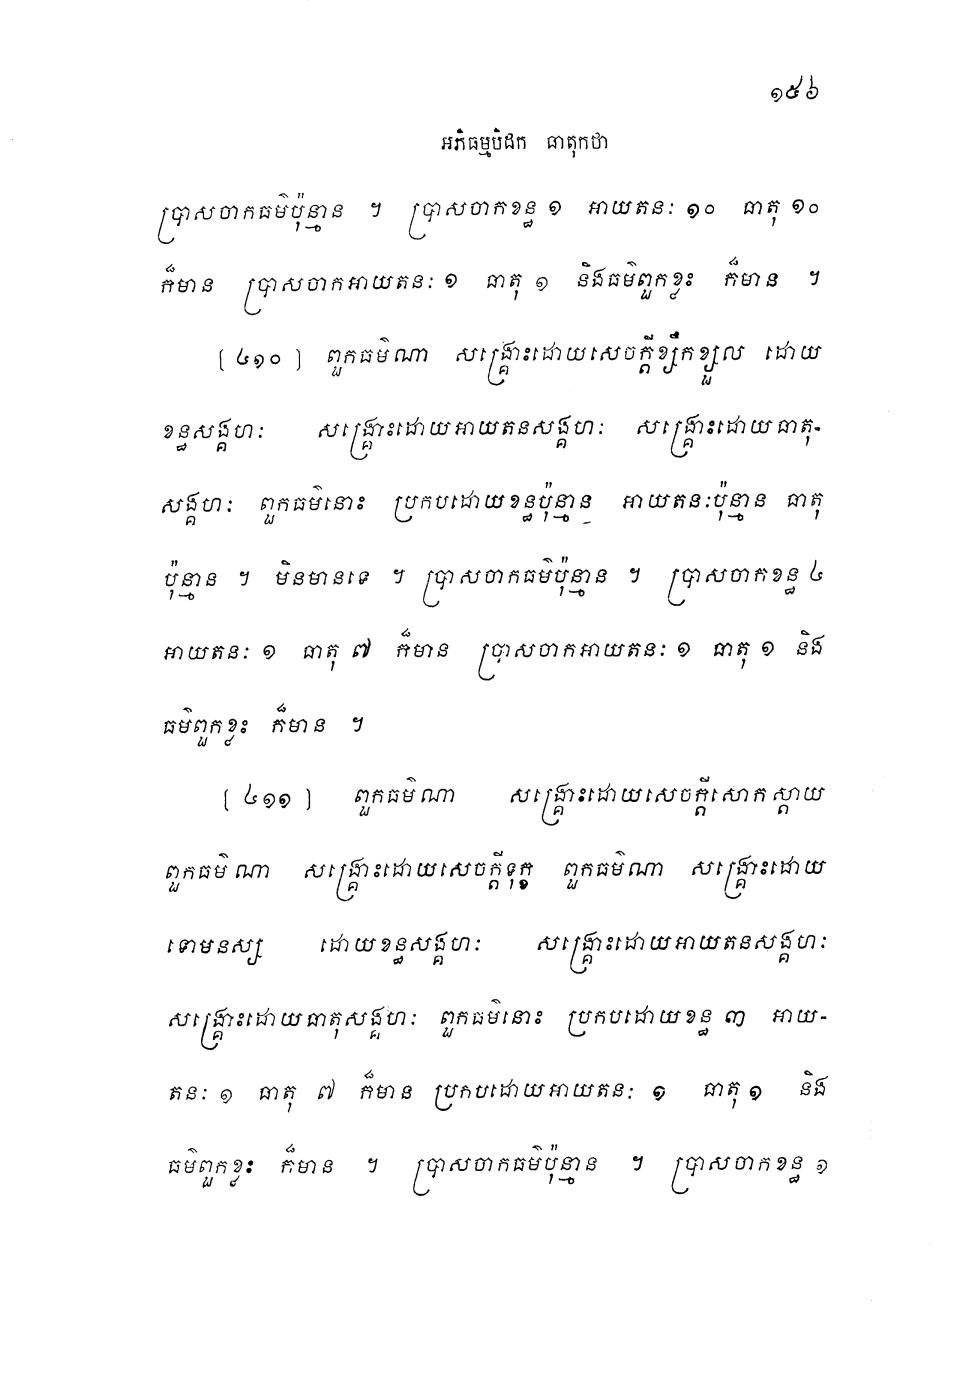 ១៥៦
អភិធម្មបិដក ធាតុកថា
ប្រាសចាកធម៌ប៉ុន្មាន ។ ប្រាសចាកខន្ធ ១ អាយតនៈ ១០ ធាតុ ១០
ក៏មាន ប្រាសចាកអាយតនៈ ១ ធាតុ ១ និងធម៌ពួកខ្លះ ក៏មាន ។
[ ៤១០ ] ពួកធម៌ណា សង្គ្រោះដោយសេចក្តីខ្សឹកខ្សួល ដោយ
ខន្ធសង្គហៈ សង្គ្រោះដោយអាយតនសង្គហៈ សង្គ្រោះដោយធាតុ-
សង្គហៈ ពួកធម៌នោះ ប្រកបដោយខន្ធប៉ុន្មាន អាយតនៈប៉ុន្មាន ធាតុ
ប៉ុន្មាន ។ មិនមានទេ ។ ប្រាសចាកធម៌ប៉ុន្មាន ។ ប្រាសចាកខន្ធ ៤
អាយតនៈ ១ ធាតុ ៧ ក៏មាន ប្រាសចាកអាយតនៈ ១ ធាតុ ១ និង
ធម៌ពួកខ្លះ ក៏មាន ។
[ ៤១១ ] ពួកធម៌ណា សង្គ្រោះដោយសេចក្តីសោកស្តាយ
ពួកធម៌ណា សង្គ្រោះដោយសេចក្តីទុក្ខ ពួកធម៌ណា សង្គ្រោះដោយ
ទោមនស្ស ដោយខន្ធសង្គហៈ សង្គ្រោះដោយអាយតនសង្គហៈ
សង្គ្រោះដោយធាតុសង្គហៈ ពួកធម៌នោះ ប្រកបដោយខន្ធ ៣ អាយ-
តនៈ ១ ធាតុ ៧ ក៏មាន ប្រកបដោយអាយតនៈ ១ ធាតុ ១ និង
ធម៌ពួកខ្លះ ក៏មាន ។ ប្រាសចាកធម៌ប៉ុន្មាន ។ ប្រាសចាកខន្ធ ១